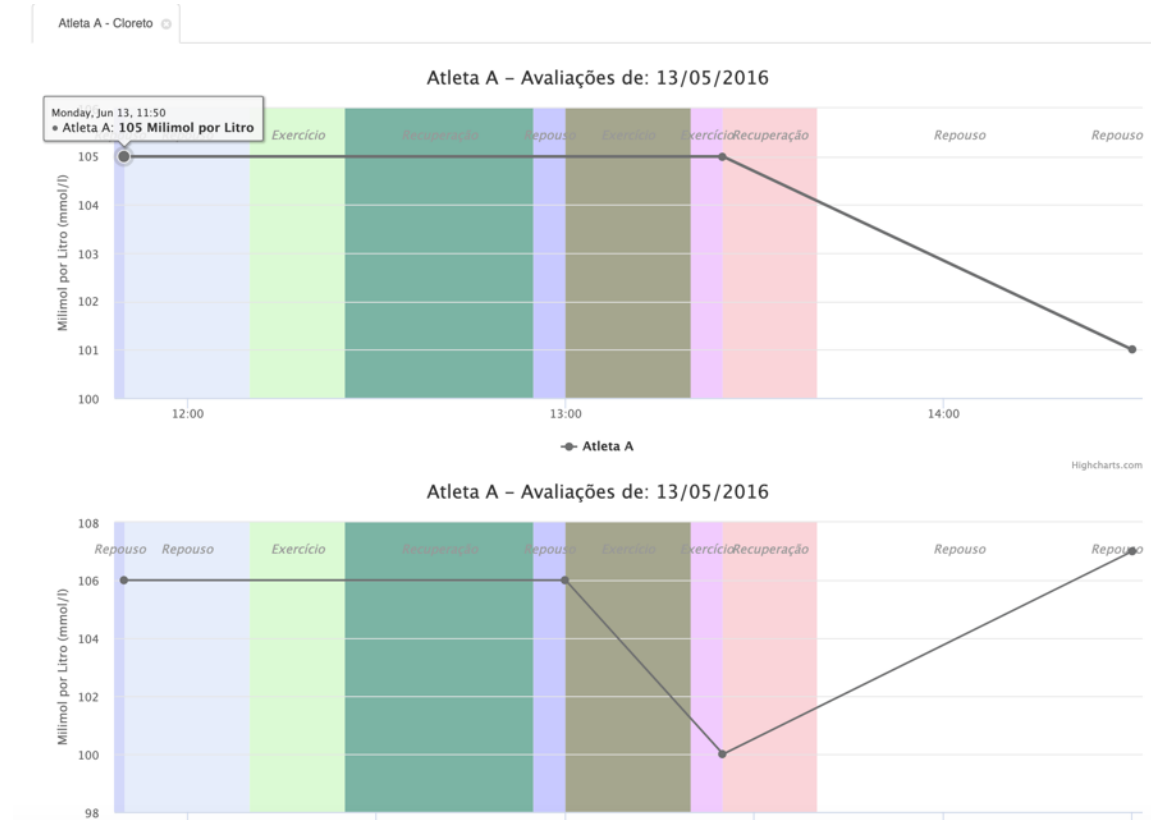 Atleta A - Cloreto
Atleta A – Avaliações de: 13/05/2016
Monday, Jun 13, 11:50
Atleta A: 105 Milimol por Litro
Exercício Recuperação Repouso Exercício Exercício Recuperação Repouso Repouso
105
104
103
102
101
100
Milimol por Litro (mmol/l)
12:00 13:00 14:00
Atleta A
Highcharts.com
Atleta A – Avaliações de: 13/05/2016
Repouso Repouso Exercício Recuperação Repouso Exercício Exercício Recuperação Repouso Repouso
108
106
104
102
100
98
Milimol por Litro (mmol/l)